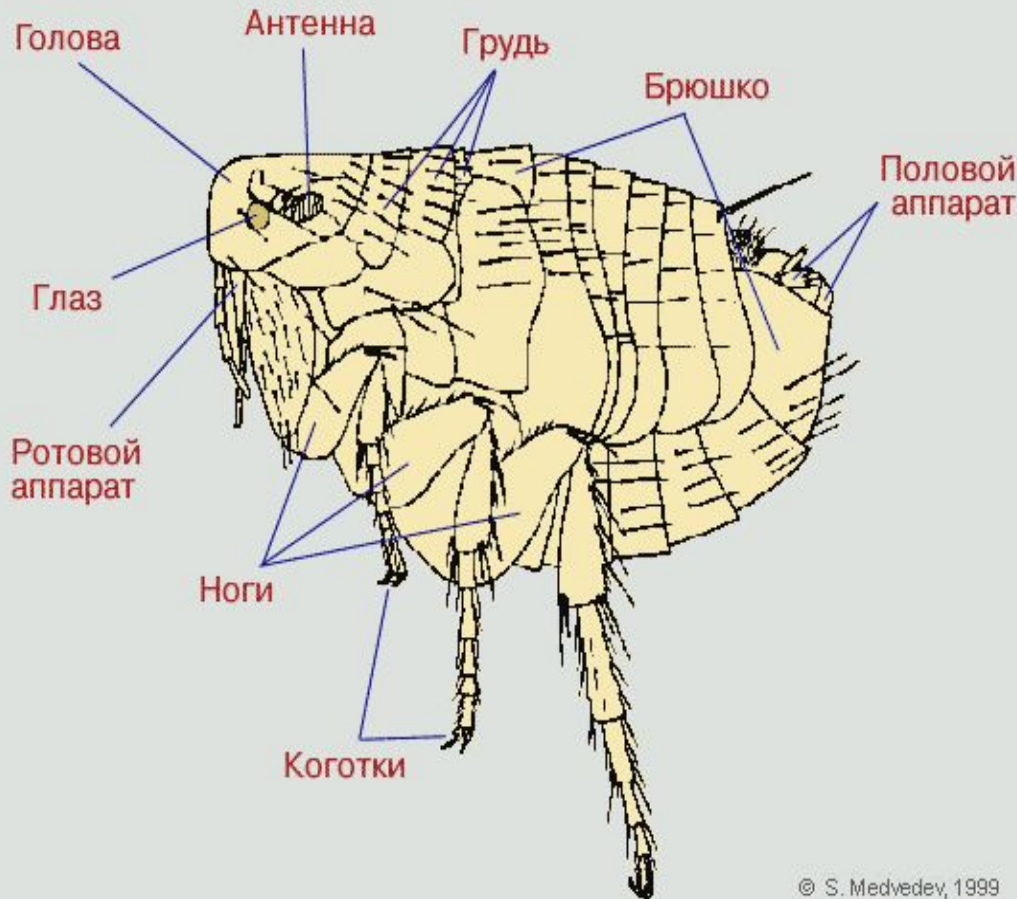 Голова
Антенна
Грудь
Брюшко
Половой
аппарат
Глаз
Ротовой
аппарат
Ноги
Коготки
© S. Medvedev, 1999